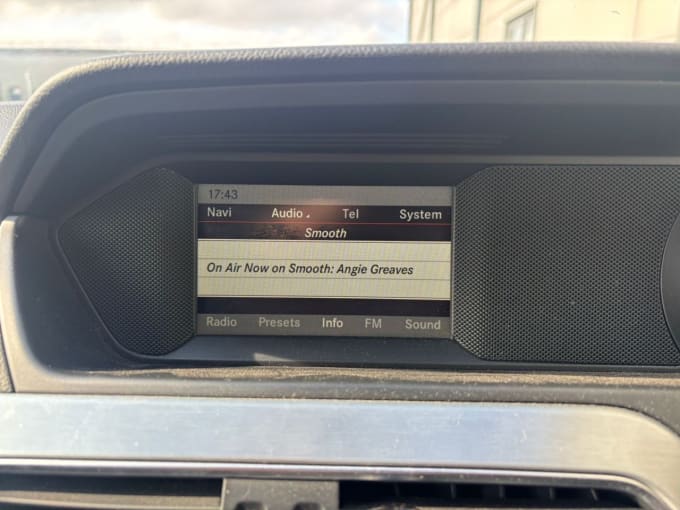 17:43
Navi Audio Tel System
Smooth
On Air Now on Smooth: Angie Greaves
Radio Presets Info FM Sound